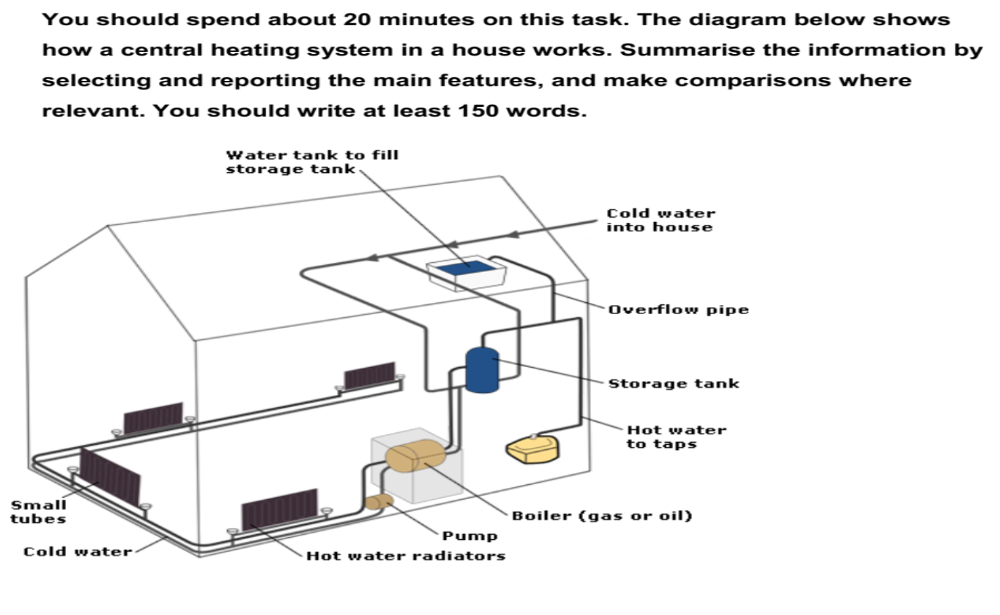 You should spend about 20 minutes on this task. The diagram below shows
how a central heating system in a house works. Summarise the information by
selecting and reporting the main features, and make comparisons where
relevant. You should write at least 150 words.
Water tank to fill
storage tank
Cold water
into house
Overflow pipe
Storage tank
Hot water
to taps
Small
tubes
Boiler (gas or oil)
Pump
Cold water
Hot water radiators